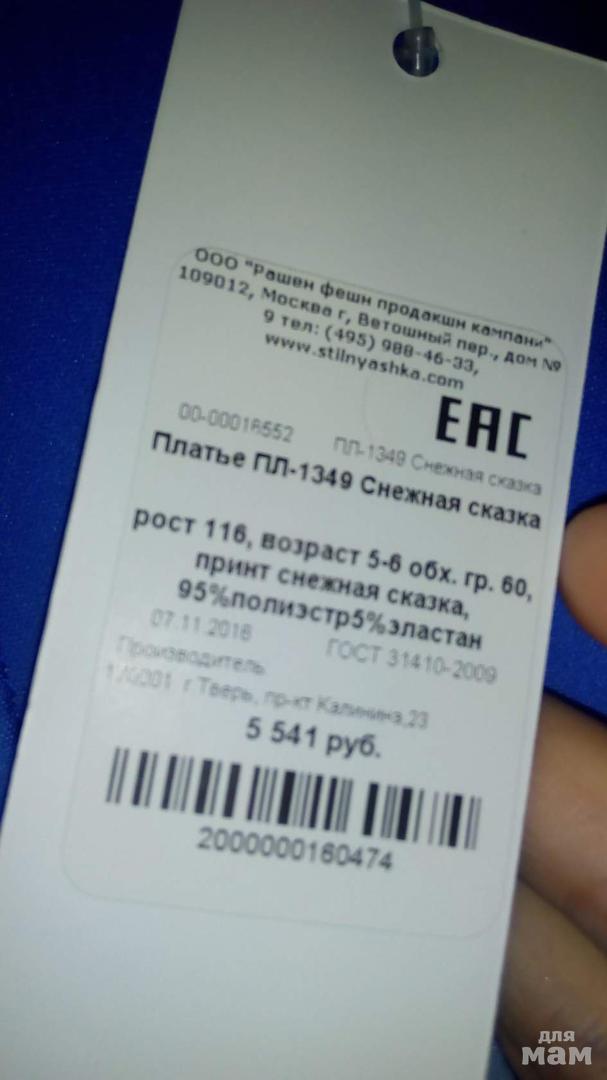 ООО "Рашен фешн продакшн кампани"
109012, Москва г, Ветошный пер., дом №
9 тел: (495) 988-46-33,
www.stilnyashka.com
ЕАС
00-00016552 ПЛ-1349 Снежная сказка
Платье ПЛ-1349 Снежная сказка
рост 116, возраст 5-6 обх. гр. 60,
принт снежная сказка,
95%полиэстр5%эластан
07.11.2016 ГОСТ 31410-2009
Производитель
г Тверь, пр-кт Калинина,23
5 541 руб.
2000000160474
для
мам